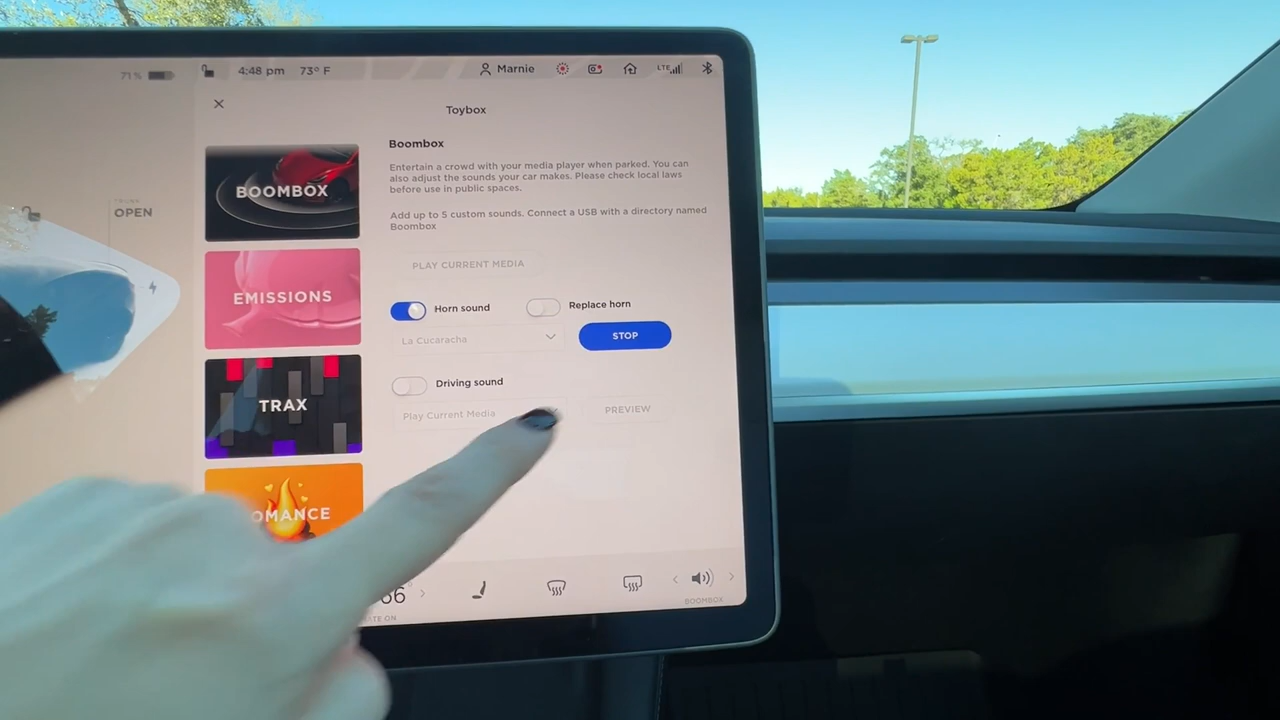 71%
4:48 pm 73° F
Marnie
LTE
Toybox
TRUNK
OPEN
BOOMBOX
EMISSIONS
TRAX
OMANCE
Boombox
Entertain a crowd with your media player when parked. You can
also adjust the sounds your car makes. Please check local laws
before use in public spaces.
Add up to 5 custom sounds. Connect a USB with a directory named
Boombox
PLAY CURRENT MEDIA
Horn sound Replace horn
La Cucaracha STOP
Driving sound
Play Current Media PREVIEW
66
ATE ON
BOOMBOX